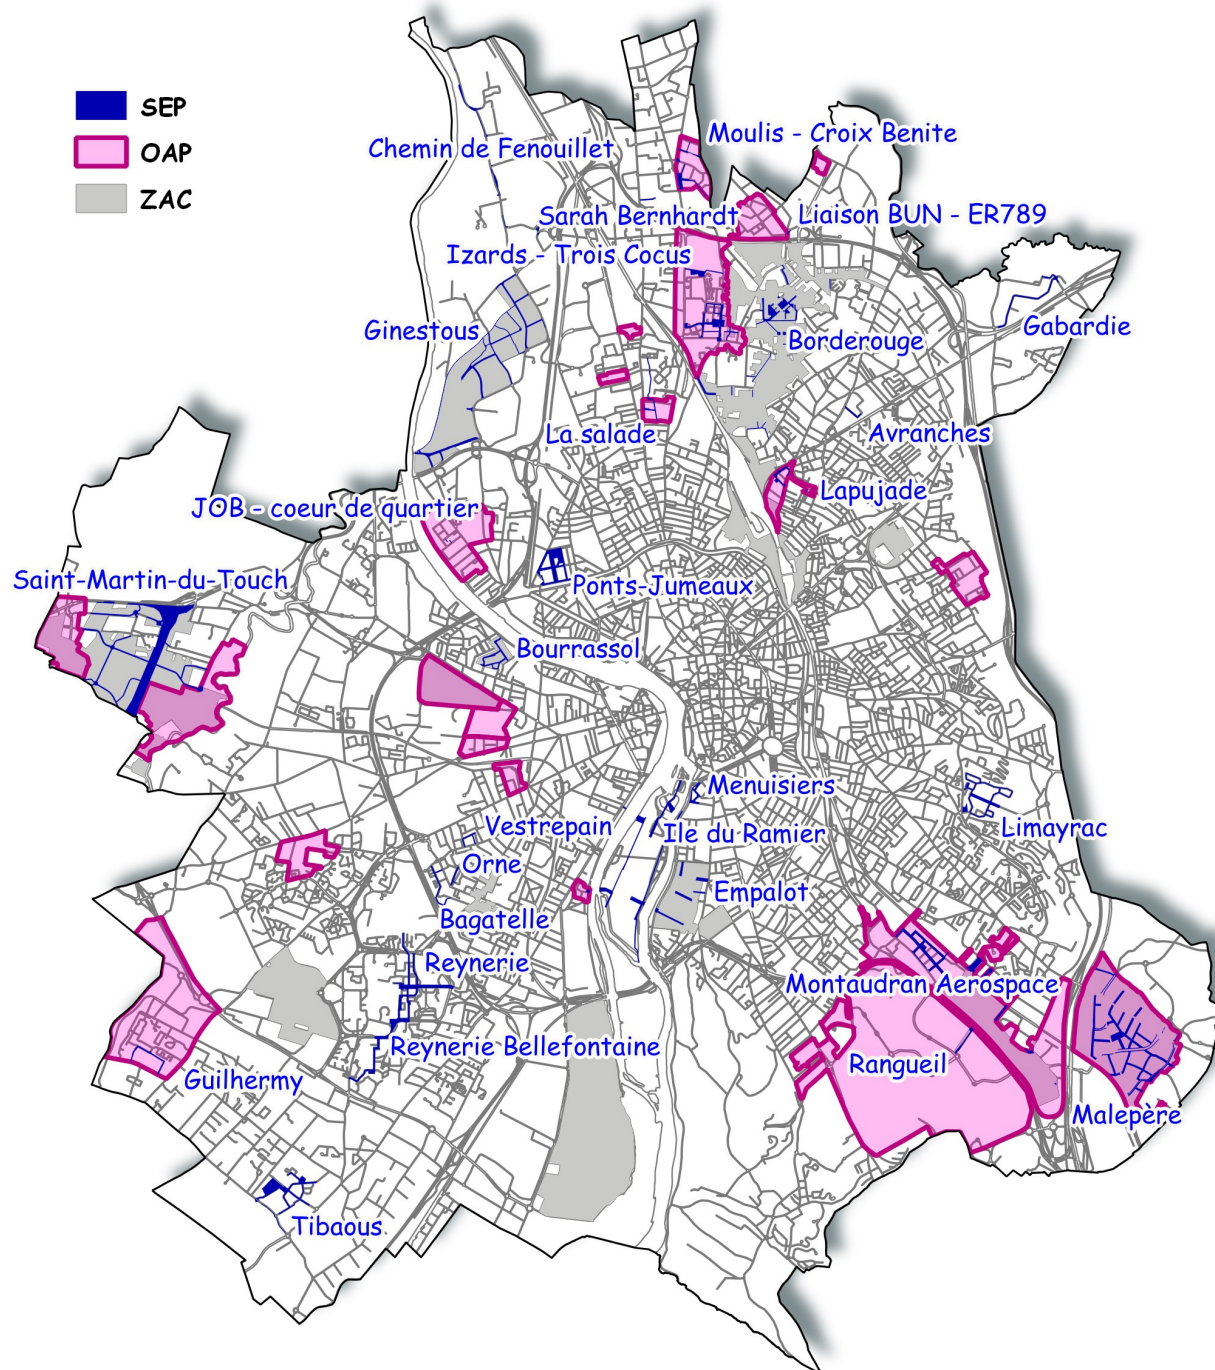 SEP
OAP
ZAC
Moulis - Croix Benite
Chemin de Fenouillet
Sarah Bernhardt
Liaison BUN - ER789
Izards - Trois Cocus
Ginestous
Gabardie
Borderouge
La salade
Avranches
Lapujade
JOB - coeur de quartier
Saint-Martin-du-Touch
Ponts-Jumeaux
Bourrassol
Menuisiers
Vestrepain
Ile du Ramier
Limayrac
Orne
Empalot
Bagatelle
Reynerie
Montaudran Aerospace
Reynerie Bellefontaine
Rangueil
Guilhermy
Malepère
Tibaous